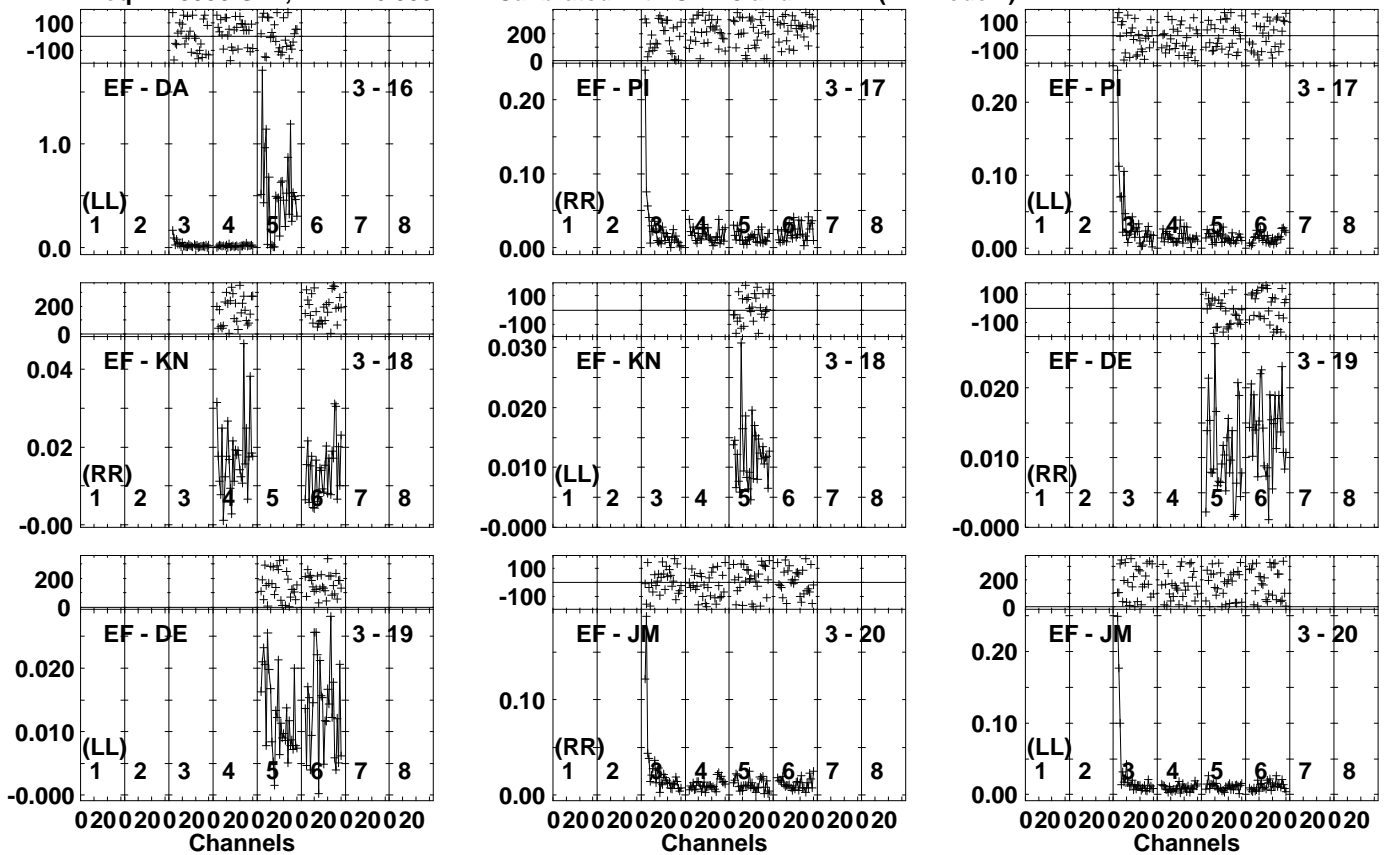 100
-100
EF - DA 3 - 16
1.0
0.0
(LL)
1 2 3 4 5 6 7 8
200
0
EF - PI 3 - 17
0.20
0.10
0.00
(RR)
1 2 3 4 5 6 7 8
100
-100
EF - PI 3 - 17
0.20
0.10
0.00
(LL)
1 2 3 4 5 6 7 8
200
0
EF - KN 3 - 18
0.04
0.02
-0.00
(RR)
1 2 3 4 5 6 7 8
100
-100
EF - KN 3 - 18
0.030
0.020
0.010
-0.000
(LL)
1 2 3 4 5 6 7 8
100
-100
EF - DE 3 - 19
0.020
0.010
-0.000
(RR)
1 2 3 4 5 6 7 8
200
0
EF - DE 3 - 19
0.020
0.010
-0.000
(LL)
1 2 3 4 5 6 7 8
0 20 0 20 0 20 0 20 0 20 0 20 0 20 0 20
Channels
100
-100
EF - JM 3 - 20
0.10
0.00
(RR)
1 2 3 4 5 6 7 8
0 20 0 20 0 20 0 20 0 20 0 20 0 20 0 20
Channels
200
0
EF - JM 3 - 20
0.20
0.10
0.00
(LL)
1 2 3 4 5 6 7 8
0 20 0 20 0 20 0 20 0 20 0 20 0 20 0 20
Channels